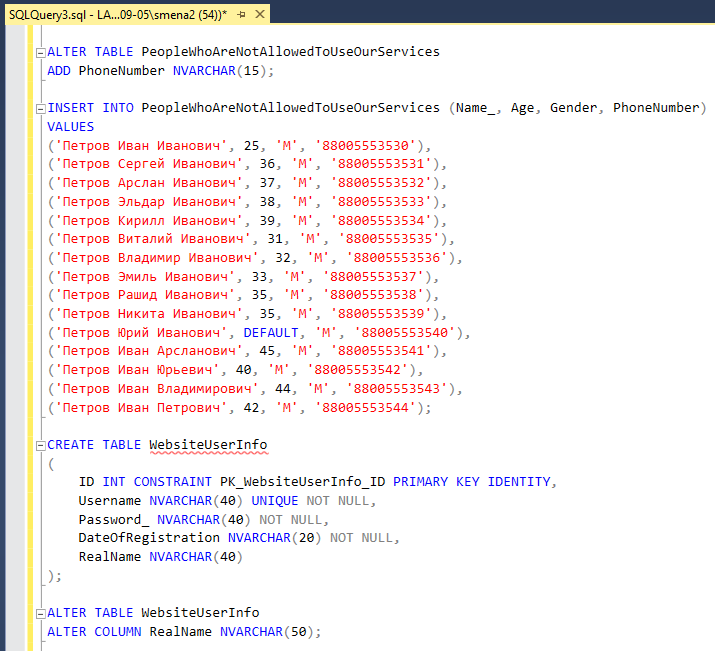 SQLQuery3.sql - LA...09-05\smena2 (54))*
ALTER TABLE PeopleWhoAreNotAllowedToUseOurServices
ADD PhoneNumber NVARCHAR(15);
INSERT INTO PeopleWhoAreNotAllowedToUseOurServices (Name_, Age, Gender, PhoneNumber)
VALUES
('Петров Иван Иванович', 25, 'М', '88005553530'),
('Петров Сергей Иванович', 36, 'М', '88005553531'),
('Петров Арслан Иванович', 37, 'М', '88005553532'),
('Петров Эльдар Иванович', 38, 'М', '88005553533'),
('Петров Кирилл Иванович', 39, 'М', '88005553534'),
('Петров Виталий Иванович', 31, 'М', '88005553535'),
('Петров Владимир Иванович', 32, 'М', '88005553536'),
('Петров Эмиль Иванович', 33, 'М', '88005553537'),
('Петров Рашид Иванович', 35, 'М', '88005553538'),
('Петров Никита Иванович', 35, 'М', '88005553539'),
('Петров Юрий Иванович', DEFAULT, 'М', '88005553540'),
('Петров Иван Арсланович', 45, 'М', '88005553541'),
('Петров Иван Юрьевич', 40, 'М', '88005553542'),
('Петров Иван Владимирович', 44, 'М', '88005553543'),
('Петров Иван Петрович', 42, 'М', '88005553544');
CREATE TABLE WebsiteUserInfo
(
ID INT CONSTRAINT PK_WebsiteUserInfo_ID PRIMARY KEY IDENTITY,
Username NVARCHAR(40) UNIQUE NOT NULL,
Password_ NVARCHAR(40) NOT NULL,
DateOfRegistration NVARCHAR(20) NOT NULL,
RealName NVARCHAR(40)
);
ALTER TABLE WebsiteUserInfo
ALTER COLUMN RealName NVARCHAR(50);